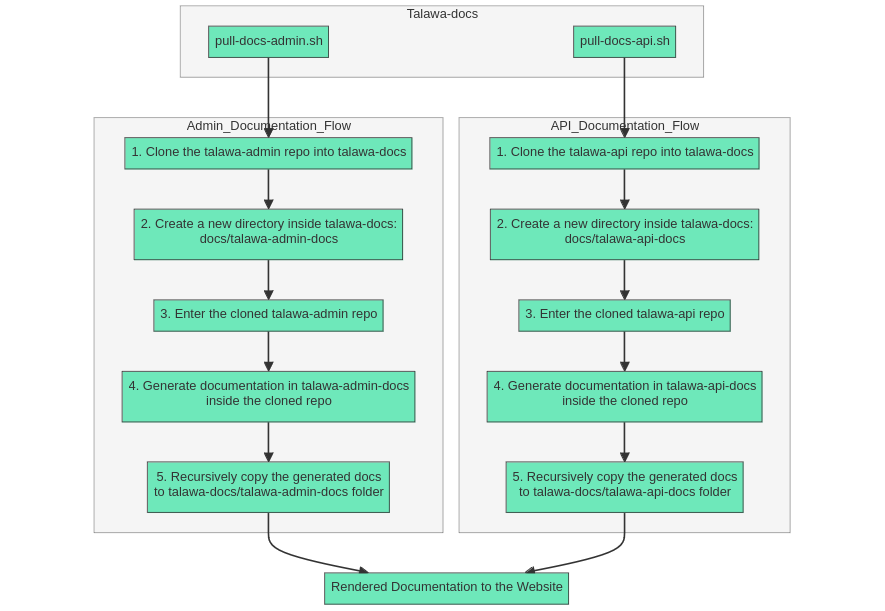 Talawa-docs
pull-docs-admin.sh
pull-docs-api.sh
Admin_Documentation_Flow
1. Clone the talawa-admin repo into talawa-docs
2. Create a new directory inside talawa-docs:
docs/talawa-admin-docs
3. Enter the cloned talawa-admin repo
4. Generate documentation in talawa-admin-docs
inside the cloned repo
5. Recursively copy the generated docs
to talawa-docs/talawa-admin-docs folder
API_Documentation_Flow
1. Clone the talawa-api repo into talawa-docs
2. Create a new directory inside talawa-docs:
docs/talawa-api-docs
3. Enter the cloned talawa-api repo
4. Generate documentation in talawa-api-docs
inside the cloned repo
5. Recursively copy the generated docs
to talawa-docs/talawa-api-docs folder
Rendered Documentation to the Website